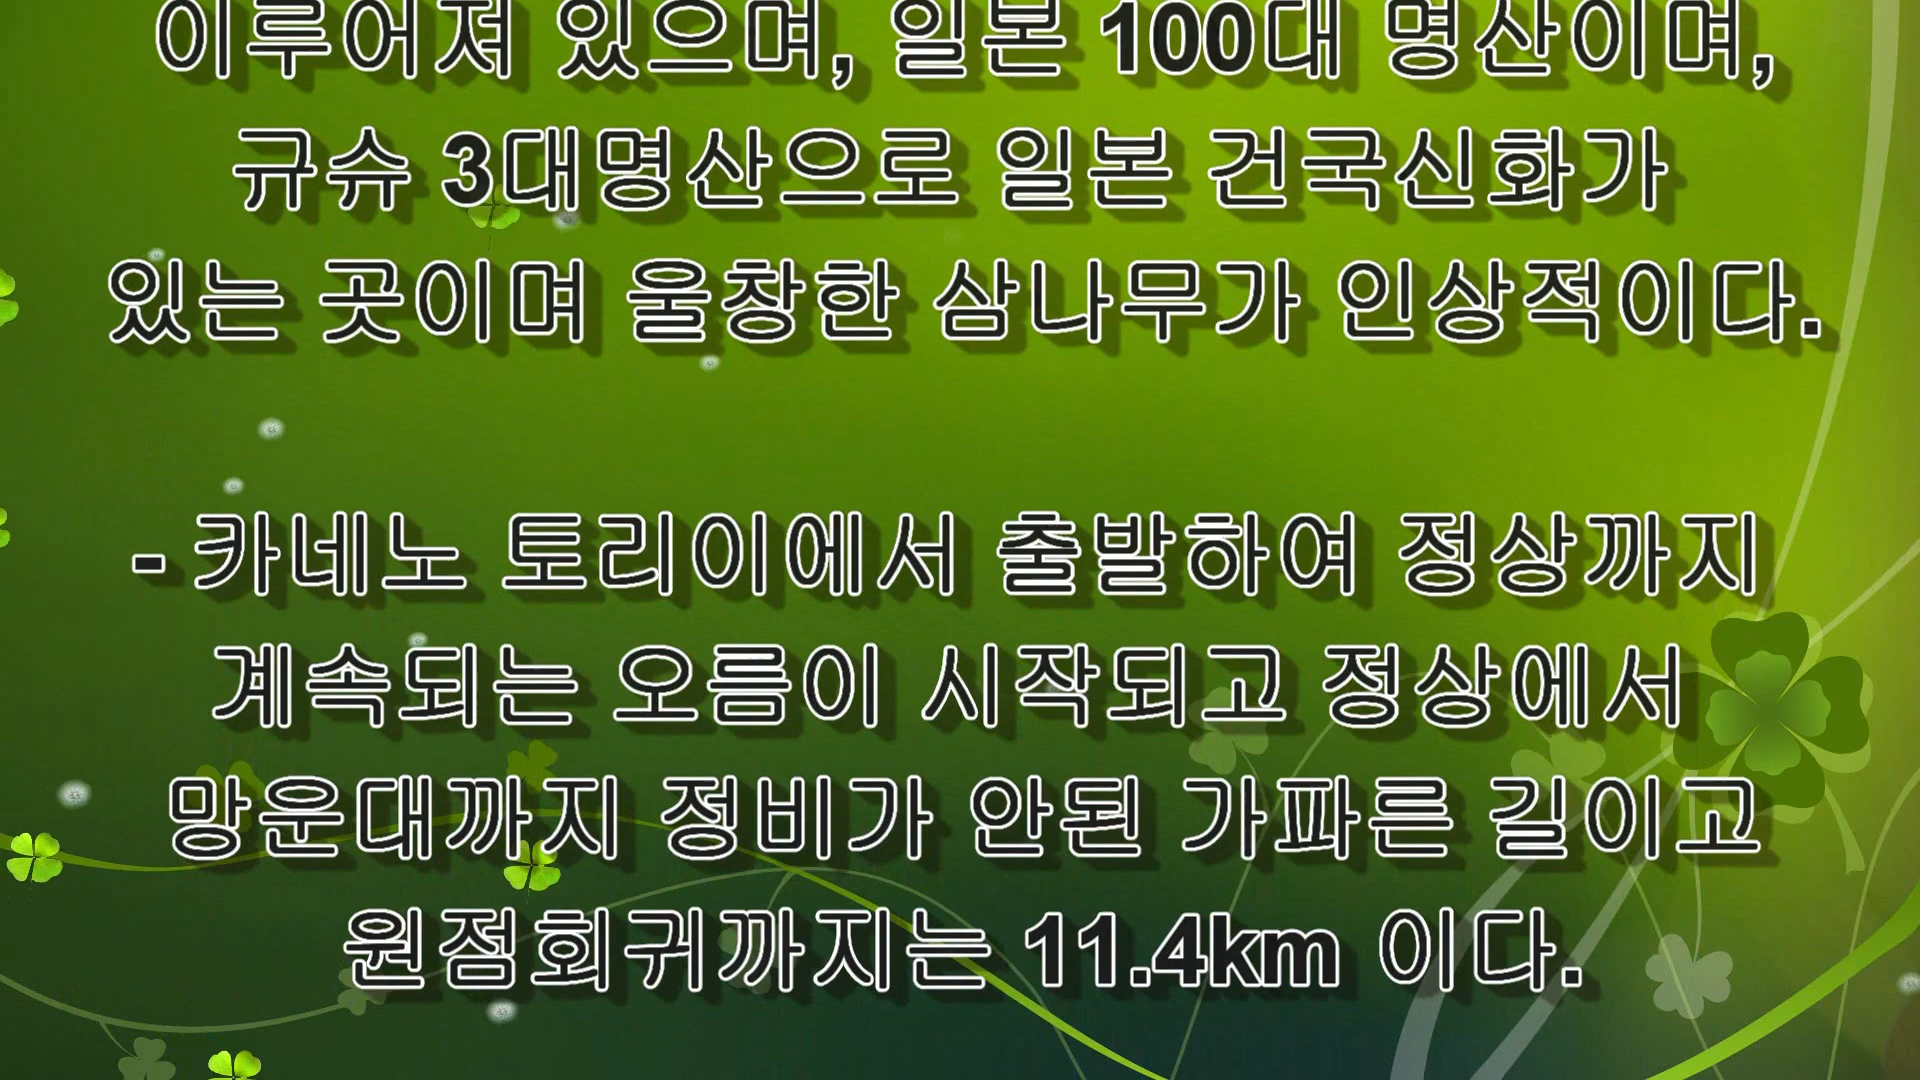 이루어져 있으며, 일본 100대 명산이며,
규슈 3대명산으로 일본 건국신화가
있는 곳이며 울창한 삼나무가 인상적이다.
- 카네노 토리이에서 출발하여 정상까지
계속되는 오름이 시작되고 정상에서
망운대까지 정비가 안된 가파른 길이고
원점회귀까지는 11.4km 이다.